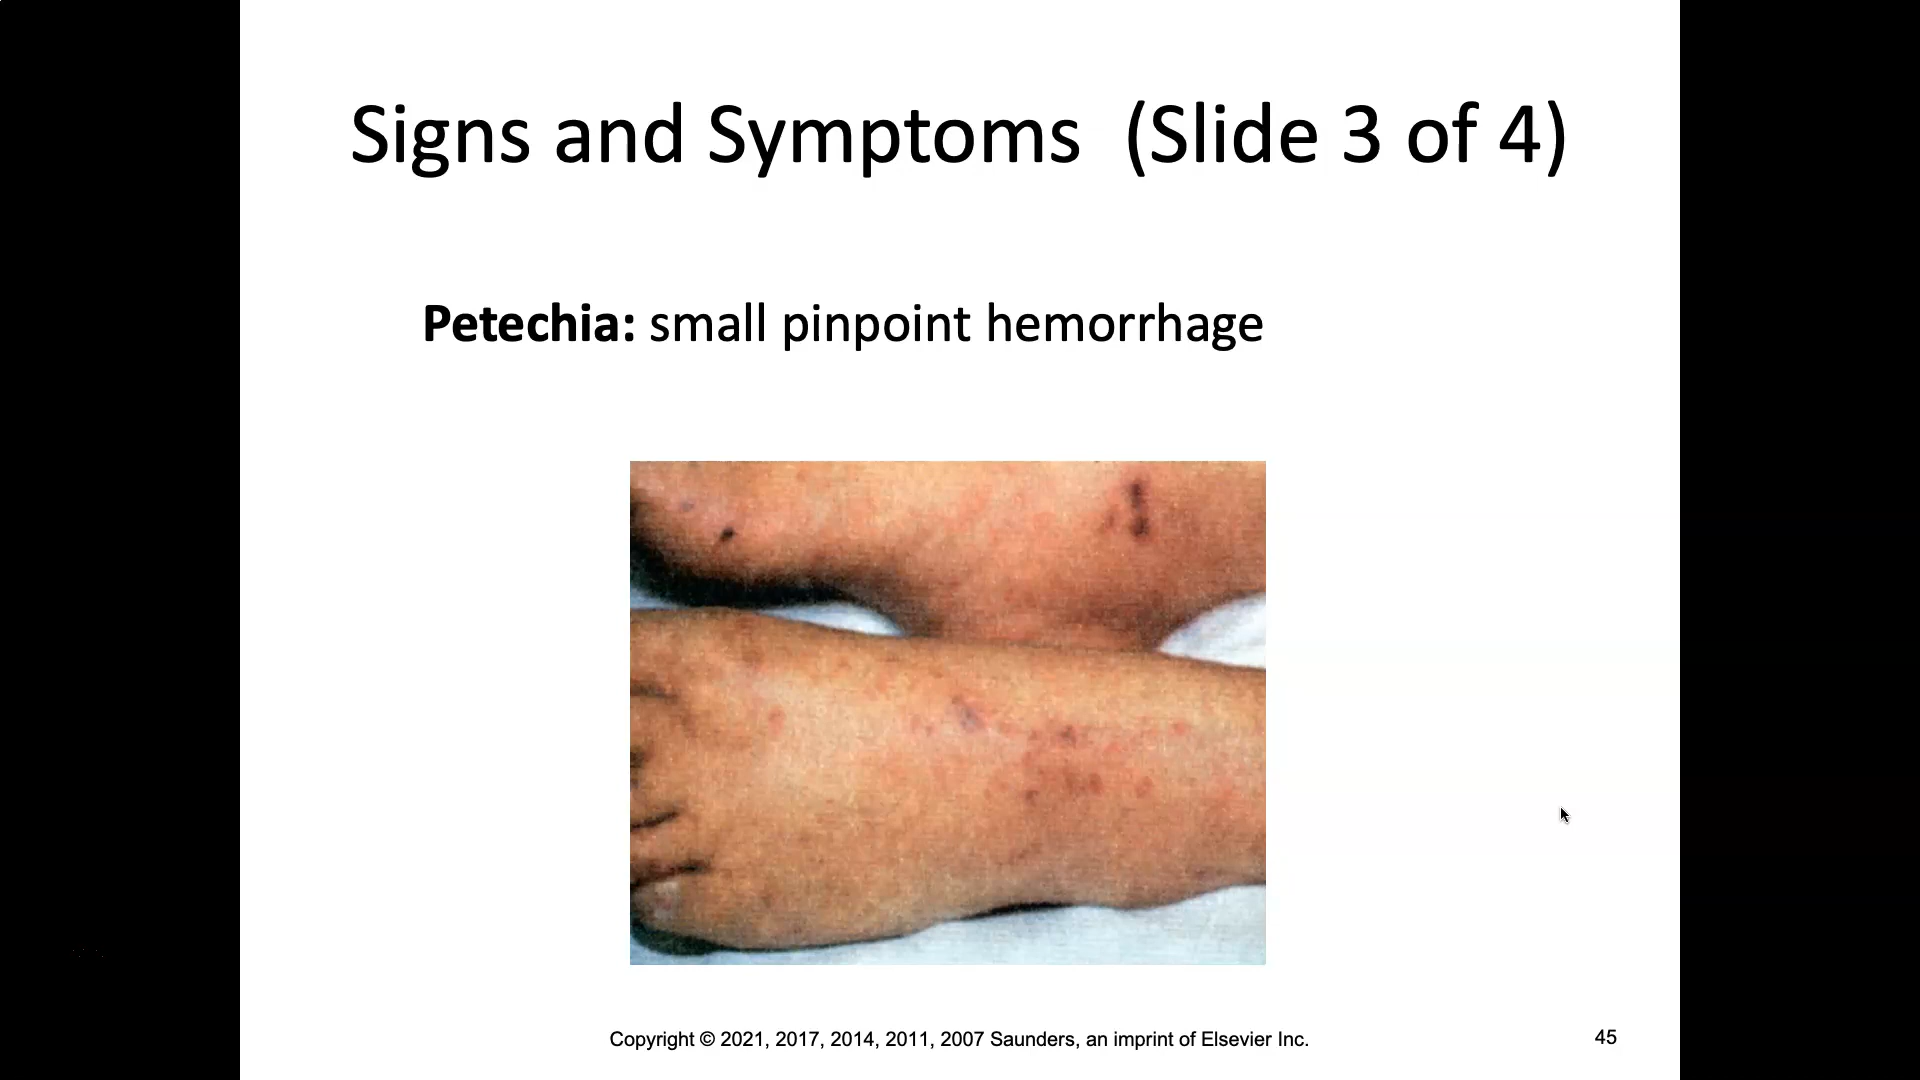 Signs and Symptoms (Slide 3 of 4)
Petechia: small pinpoint hemorrhage
Copyright © 2021, 2017, 2014, 2011, 2007 Saunders, an imprint of Elsevier Inc.
45